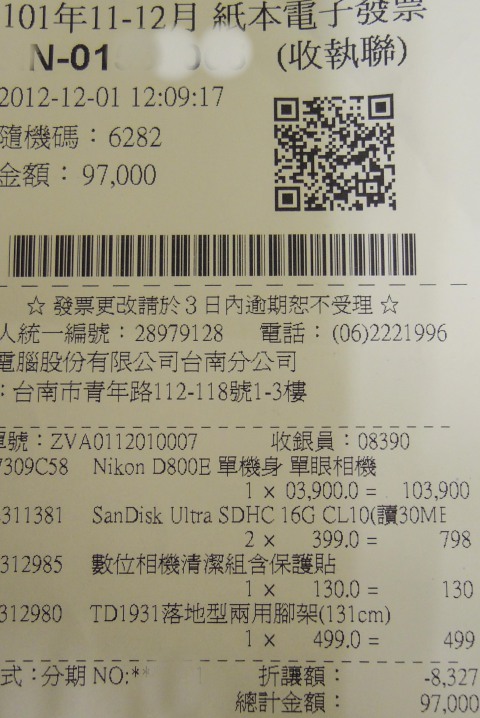 101年11-12月 紙本電子發票
N-01 (收執聯)
2012-12-01 12:09:17
隨機碼：6282
金額：97,000
☆ 發票更改請於3日內逾期恕不受理 ☆
人統一編號：28979128 電話：(06)2221996
電腦股份有限公司台南分公司
：台南市青年路112-118號1-3樓
單號：ZVA0112010007 收銀員：08390
7309C58 Nikon D800E 單機身 單眼相機
1 × 03,900.0 = 103,900
311381 SanDisk Ultra SDHC 16G CL10(讀30ME
2 × 399.0 = 798
312985 數位相機清潔組含保護貼
1 × 130.0 = 130
312980 TD1931落地型兩用腳架(131cm)
1 × 499.0 = 499
式：分期 NO:** 1 折讓額： -8,327
總計金額： 97,000